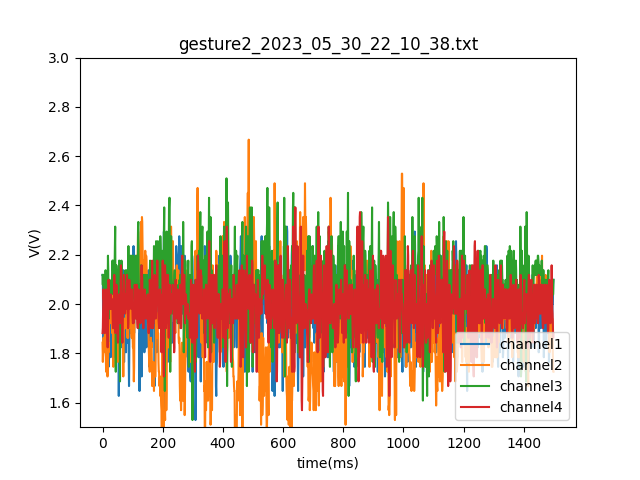 gesture2_2023_05_30_22_10_38.txt
3.0
2.8
2.6
2.4
2.2
2.0
1.8
1.6
V(V)
channel1
channel2
channel3
channel4
0 200 400 600 800 1000 1200 1400
time(ms)